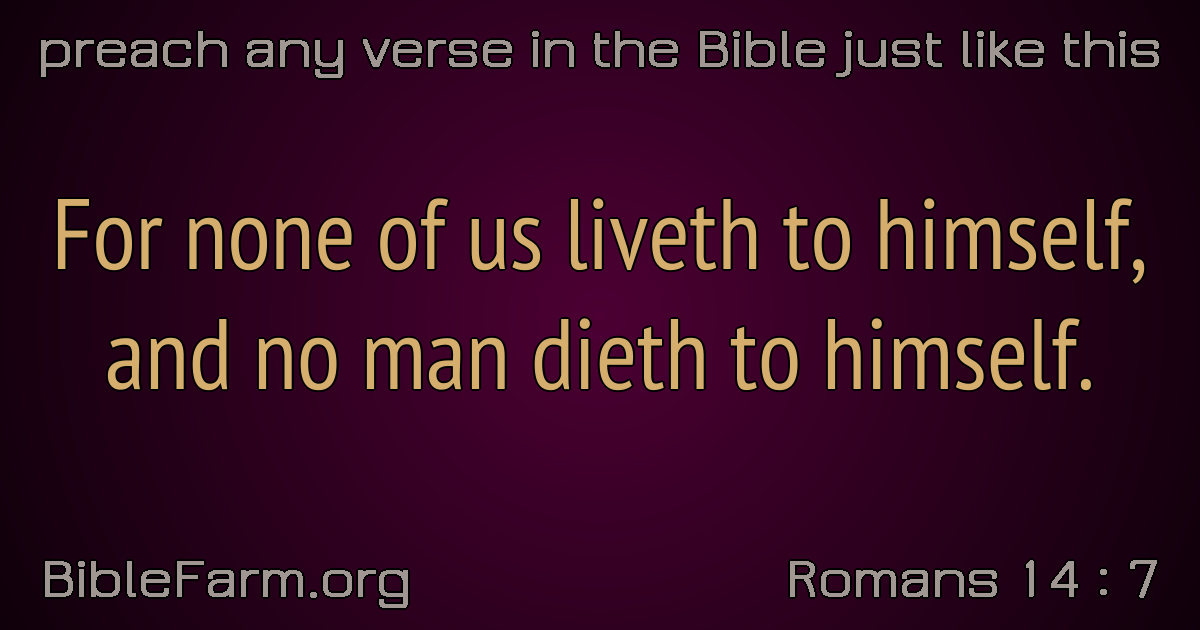 preach any verse in the Bible just like this
For none of us liveth to himself,
and no man dieth to himself.
BibleFarm.org
Romans 14 : 7